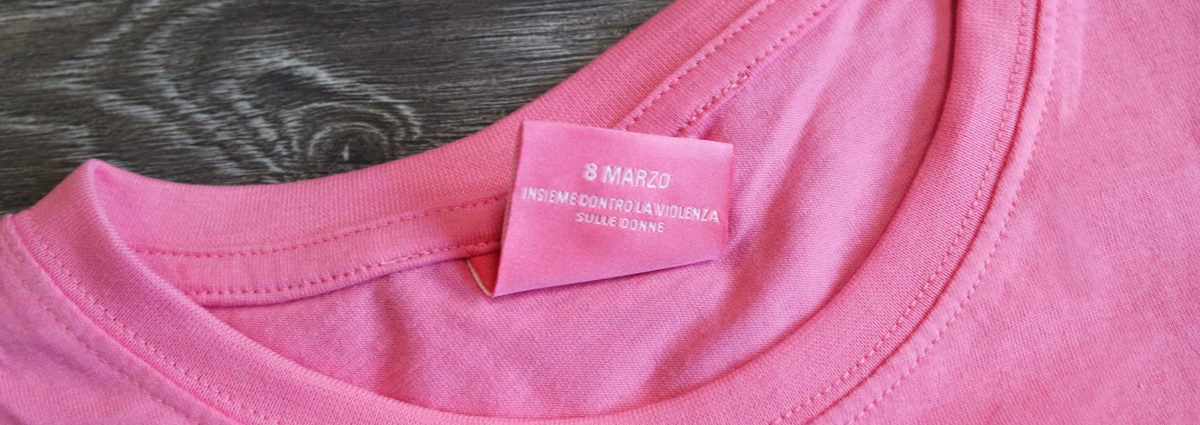 8 MARZO
INSIEME CONTRO LA VIOLENZA
SULLE DONNE